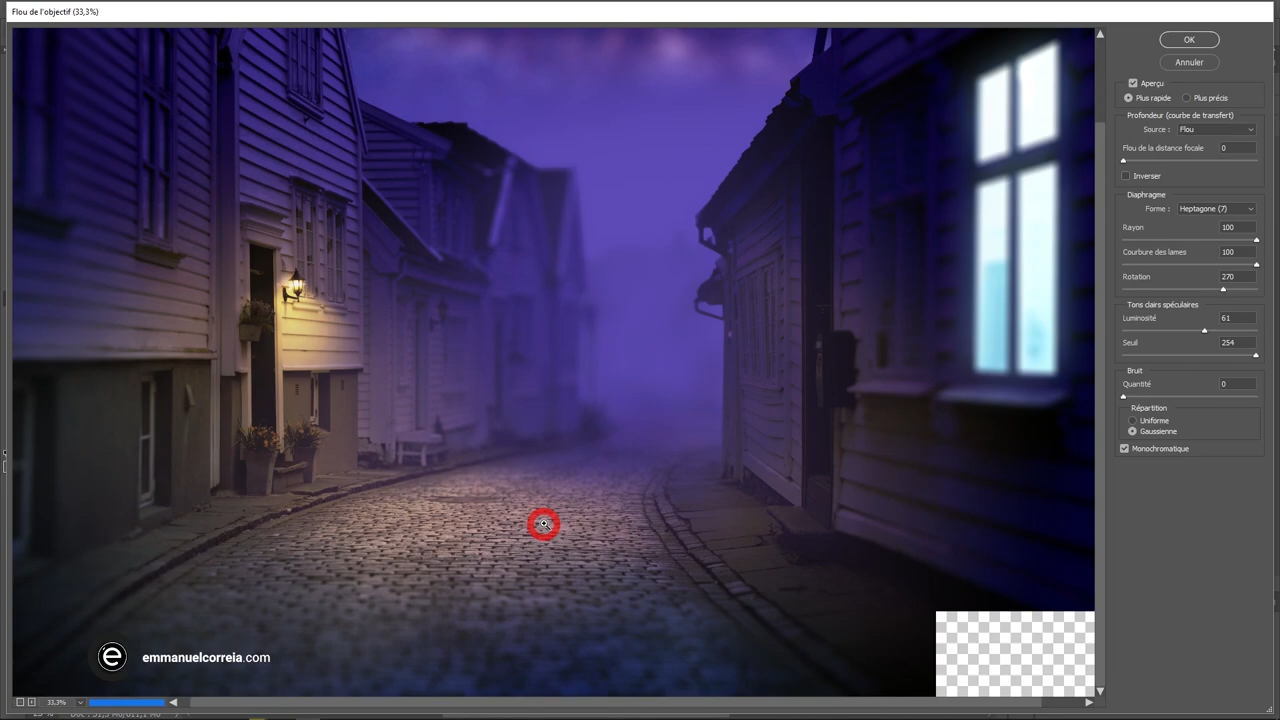 Flou de l'objectif (33,3%)
OK
Annuler
Aperçu
Plus rapide Plus précis
Profondeur (courbe de transfert)
Source : Flou
Flou de la distance focale 0
Inverser
Diaphragme
Forme : Heptagone (7)
Rayon 100
Courbure des lames 100
Rotation 270
Tons clairs spéculaires
Luminosité 61
Seuil 254
Bruit
Quantité 0
Répartition
Uniforme
Gaussienne
Monochromatique
e emmanuelcorreia.com
33,3%